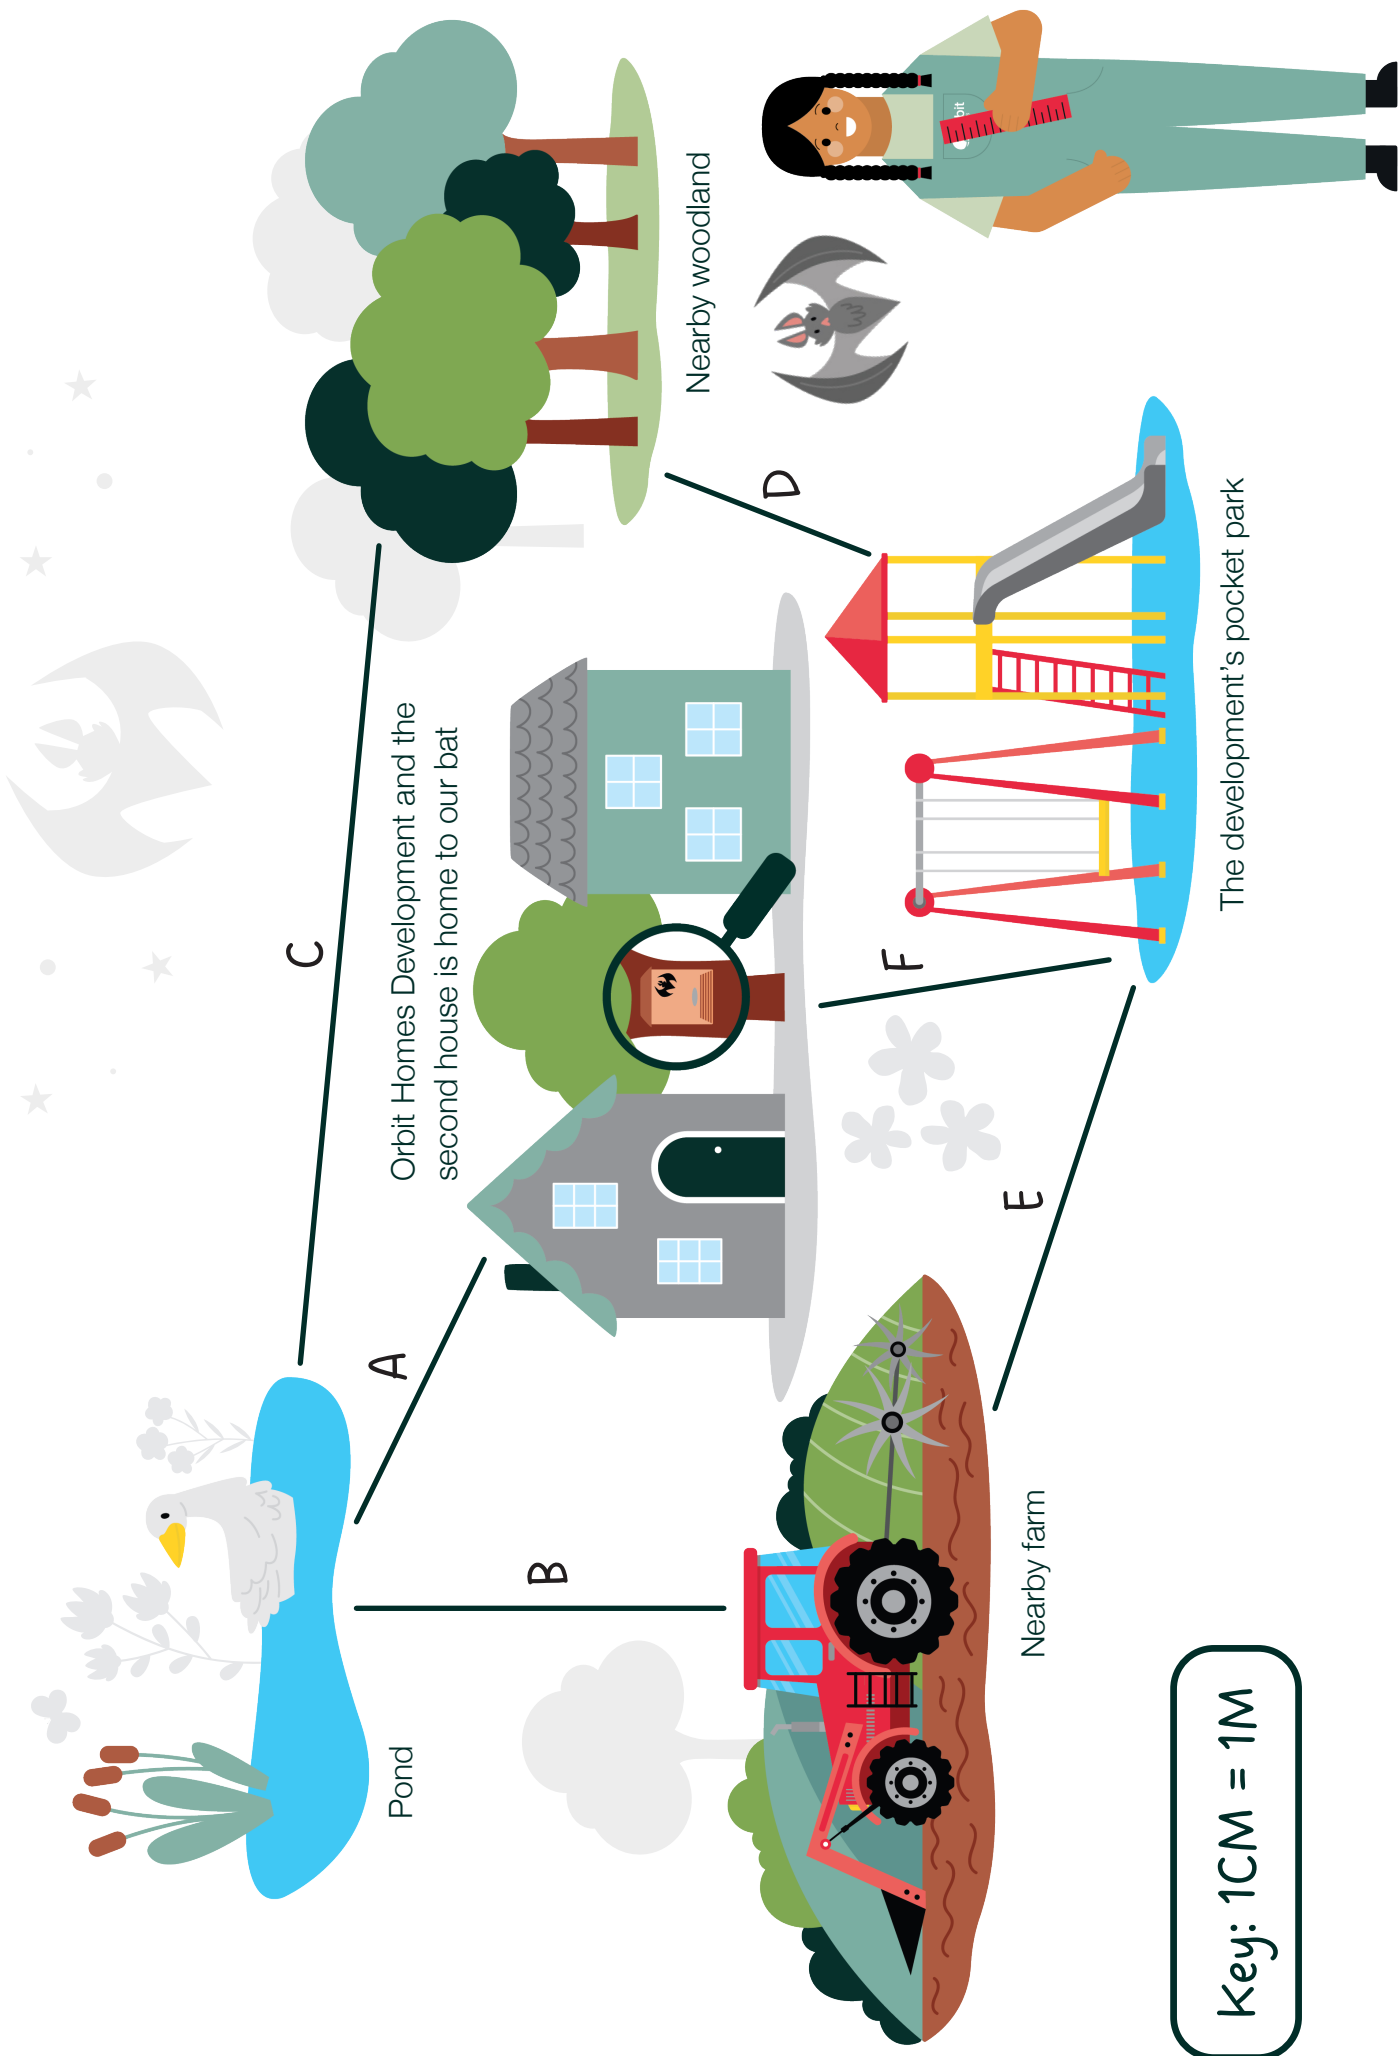 Pond
A
B
C
Orbit Homes Development and the
second house is home to our bat
Nearby woodland
D
Nearby farm
E
F
The development's pocket park
Key: 1CM = 1M